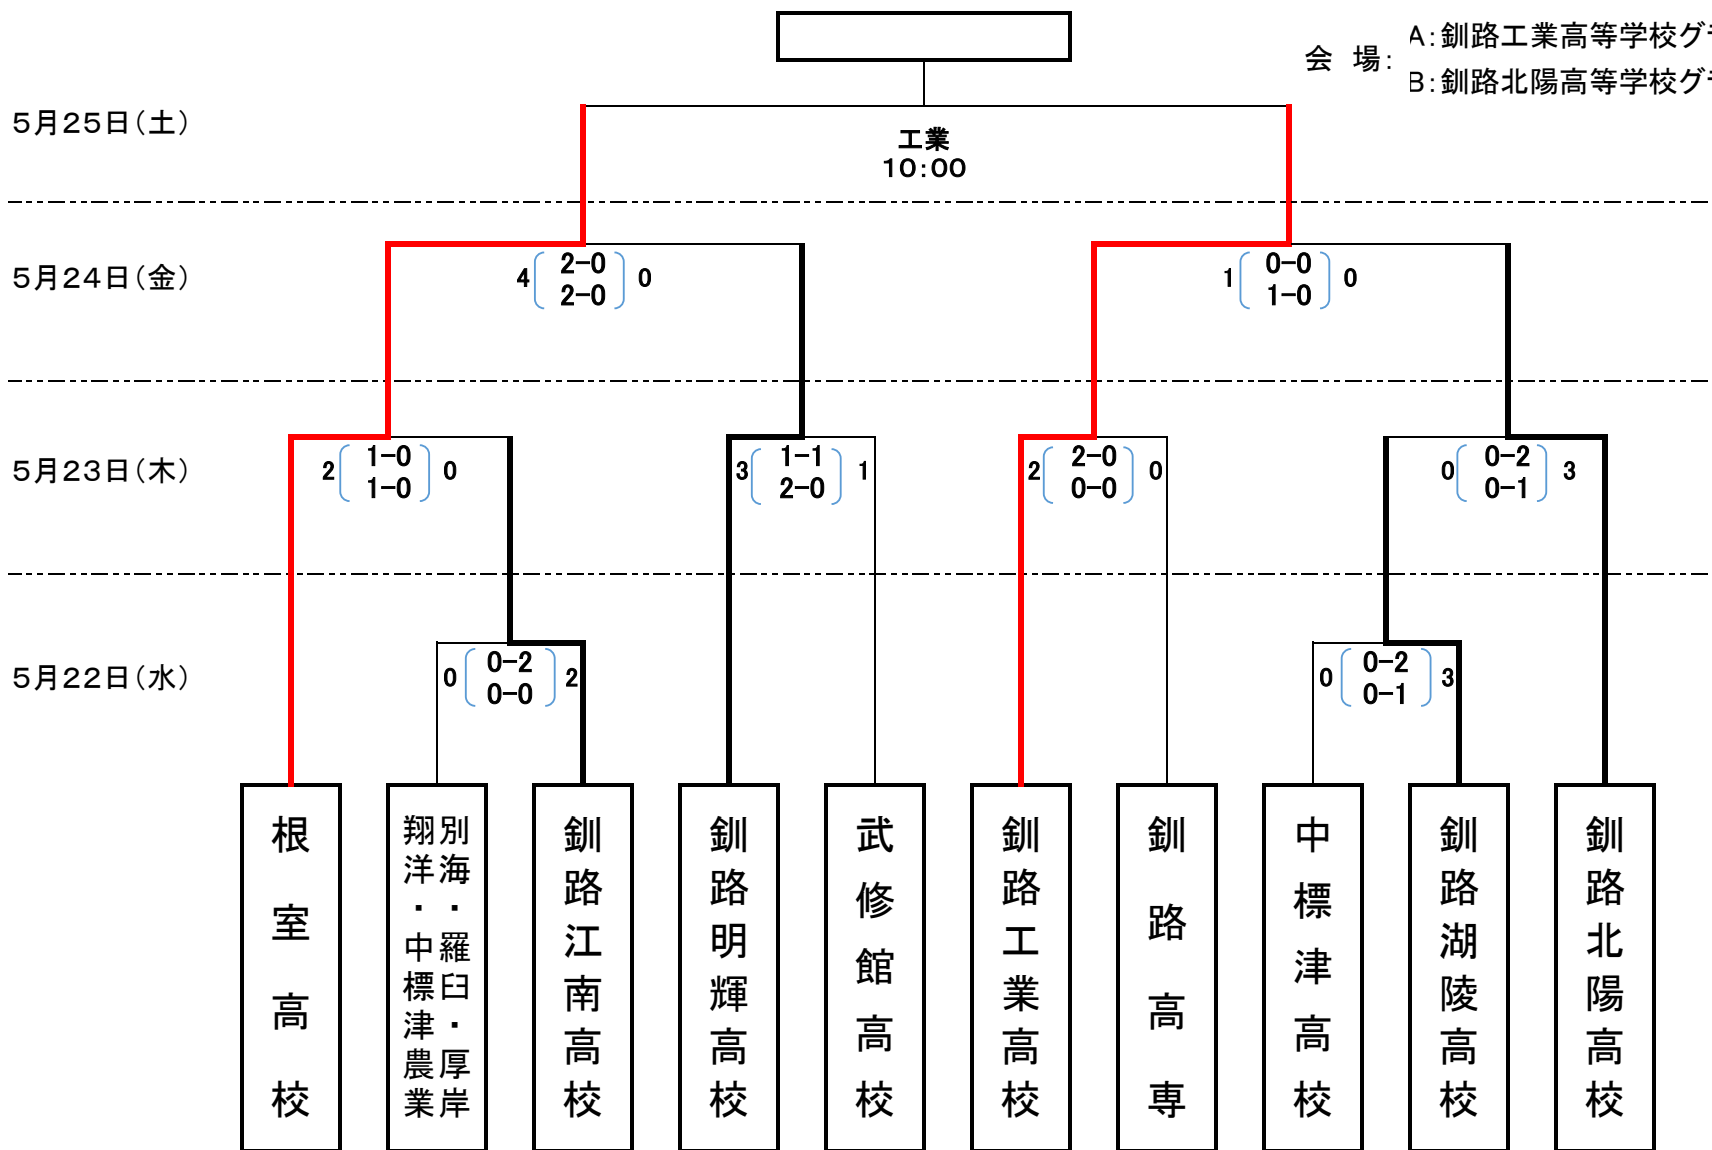 会 場：
A：釧路工業高等学校グ
B：釧路北陽高等学校グ
5月25日（土）
工業
10：00
5月24日（金）
4 2-0 0
2-0
1 0-0 0
1-0
5月23日（木）
2 1-0 0
1-0
3 1-1 1
2-0
2 2-0 0
0-0
0 0-2 3
0-1
5月22日（水）
0 0-2 2
0-0
0 0-2 3
0-1
根室高校
別海・羅臼・厚岸
翔洋・中標津農業
釧路江南高校
釧路明輝高校
武修館高校
釧路工業高校
釧路高専
中標津高校
釧路湖陵高校
釧路北陽高校